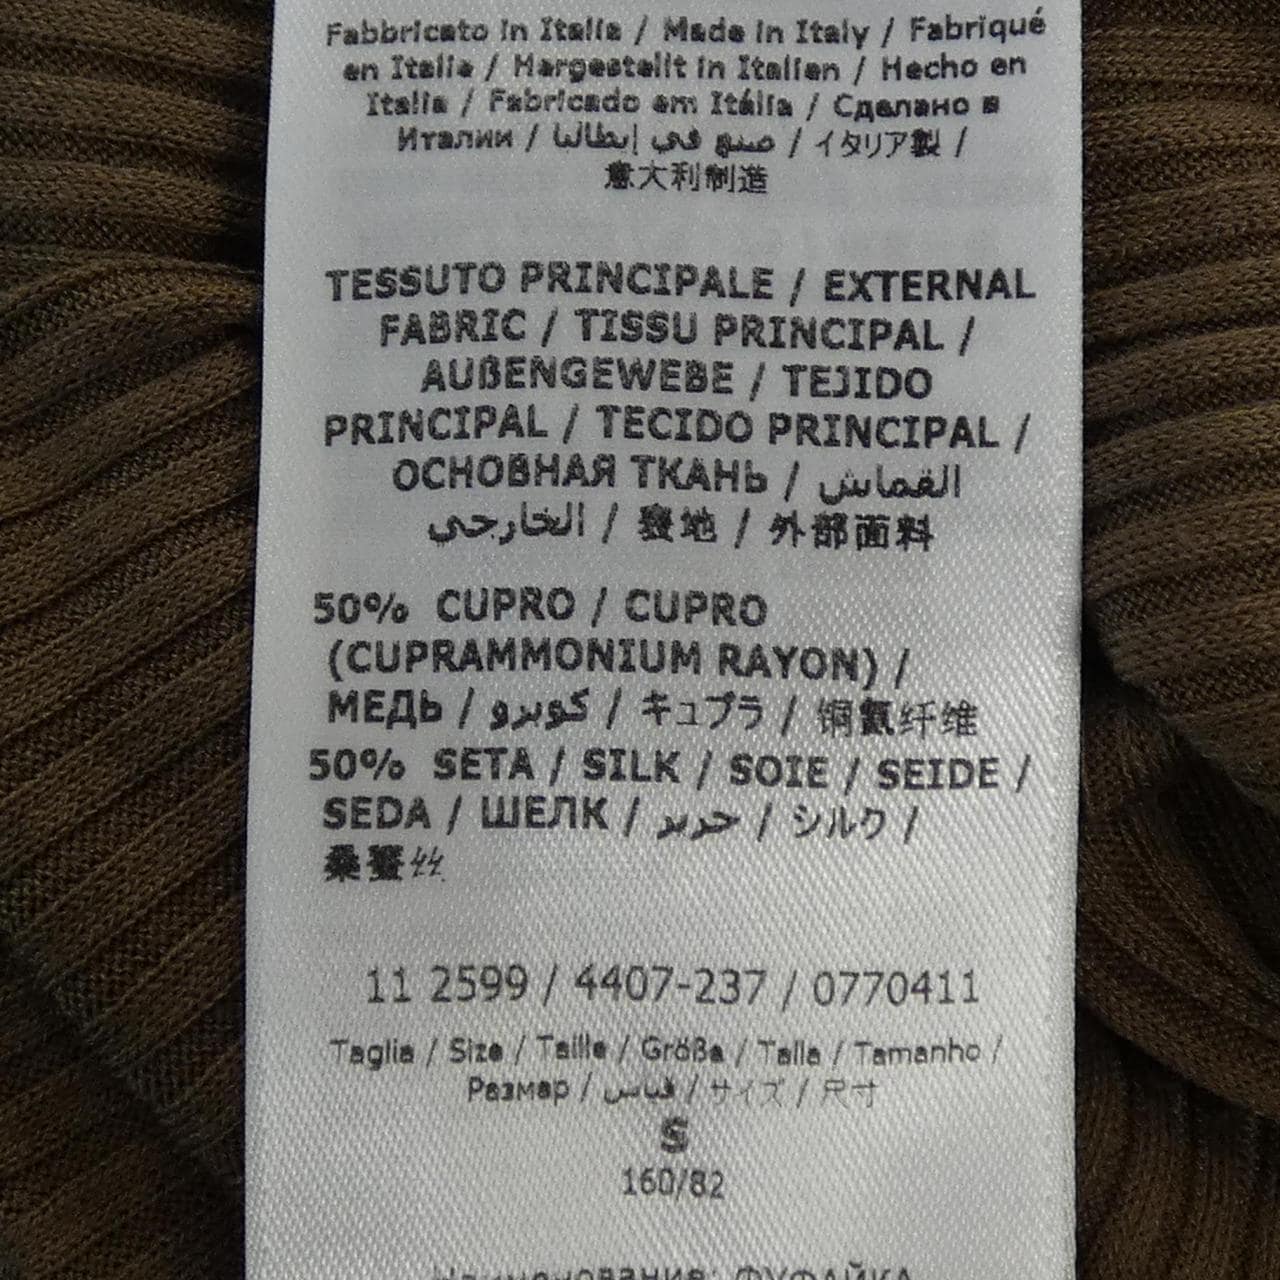 Fabbricato in Italia / Made in Italy / Fabriqué
en Italie / Hergestellt in Italien / Hecho en
Italia / Fabricado em Itália / Сделано в
Италии / صنع في إيطاليا / イタリア製 /
意大利制造
TESSUTO PRINCIPALE / EXTERNAL
FABRIC / TISSU PRINCIPAL /
AUßENGEWEBE / TEJIDO
PRINCIPAL / TECIDO PRINCIPAL /
ОСНОВНАЯ ТКАНЬ / القماش
الخارجي / 表地 / 外部面料
50% CUPRO / CUPRO
(CUPRAMMONIUM RAYON) /
МЕДЬ / كوبرو / キュプラ / 铜氨纤维
50% SETA / SILK / SOIE / SEIDE /
SEDA / ШЕЛК / حرير / シルク /
桑蚕丝
11 2599 / 4407-237 / 0770411
Taglia / Size / Taille / Größe / Talla / Tamanho /
Размер / قياس / サイズ / 尺寸
S
160/82
Наименование: ФУФАЙКА